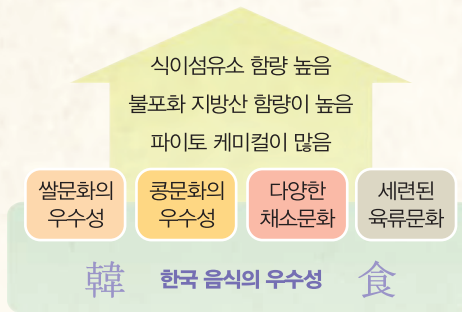 식이섬유소 함량 높음
불포화 지방산 함량이 높음
파이토 케미컬이 많음
쌀문화의
우수성
콩문화의
우수성
다양한
채소문화
세련된
육류문화
韓 한국 음식의 우수성 食